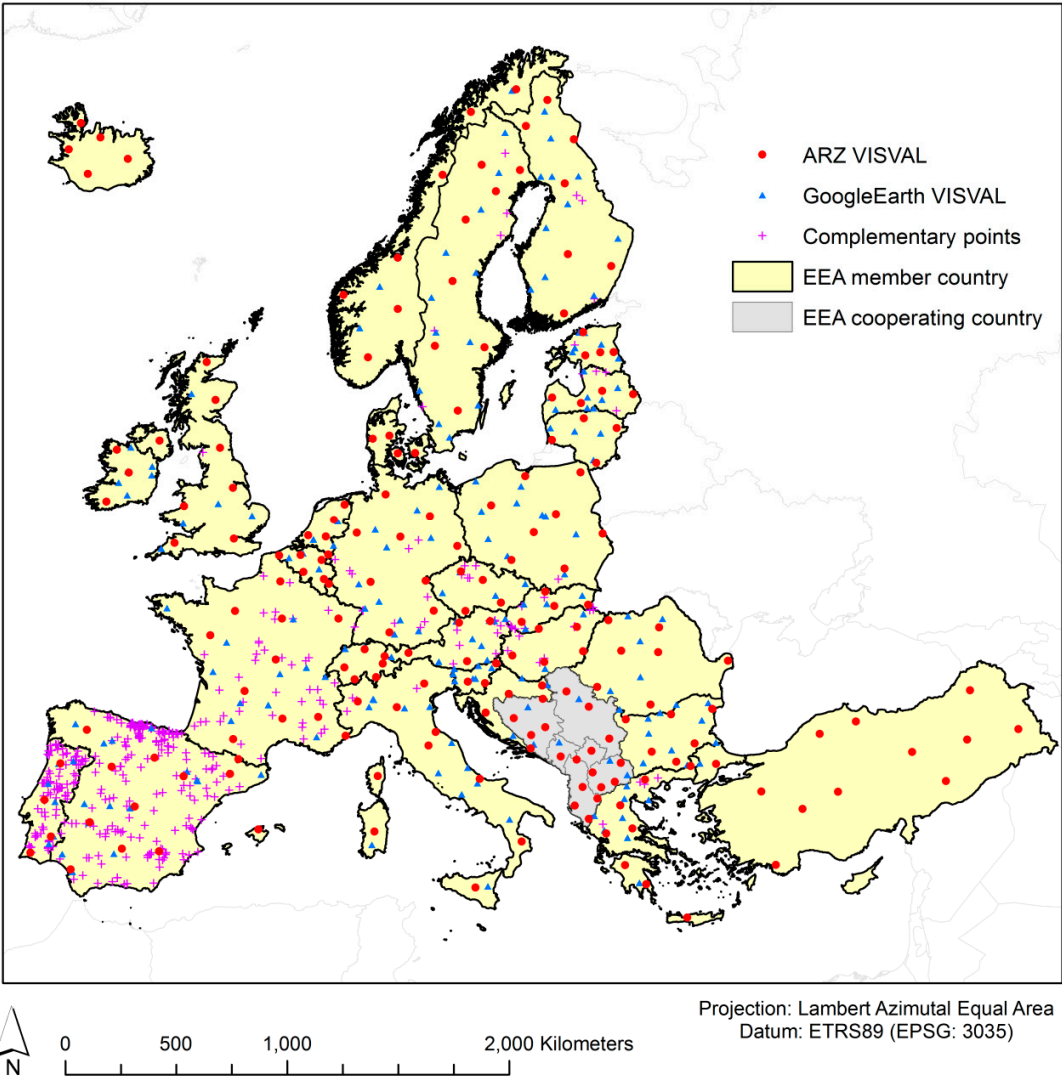 ARZ VISVAL
GoogleEarth VISVAL
Complementary points
EEA member country
EEA cooperating country
Projection: Lambert Azimutal Equal Area
Datum: ETRS89 (EPSG: 3035)
0 500 1,000 2,000 Kilometers
N